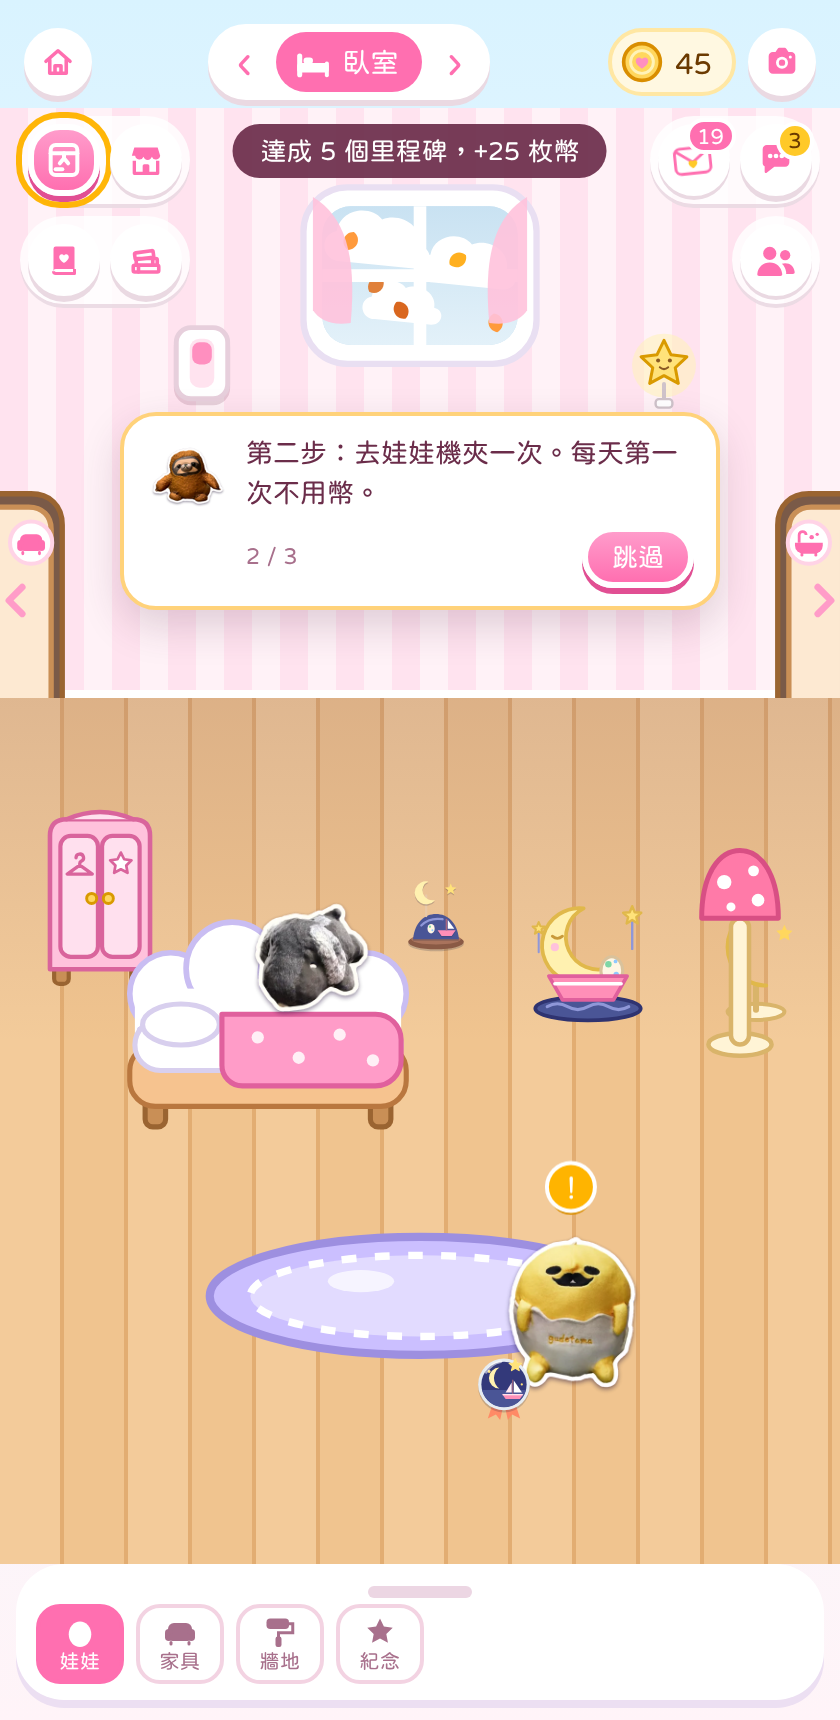 臥室
45
達成 5 個里程碑，+25 枚幣
19
3
第二步：去娃娃機夾一次。每天第一
次不用幣。
2 / 3
跳過
!
gudetama
娃娃
家具
牆地
紀念